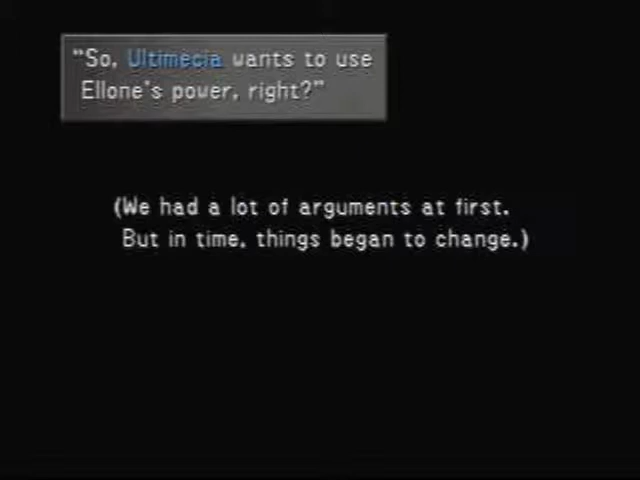 "So, Ultimecia wants to use
Ellone's power, right?"
(We had a lot of arguments at first.
But in time, things began to change.)